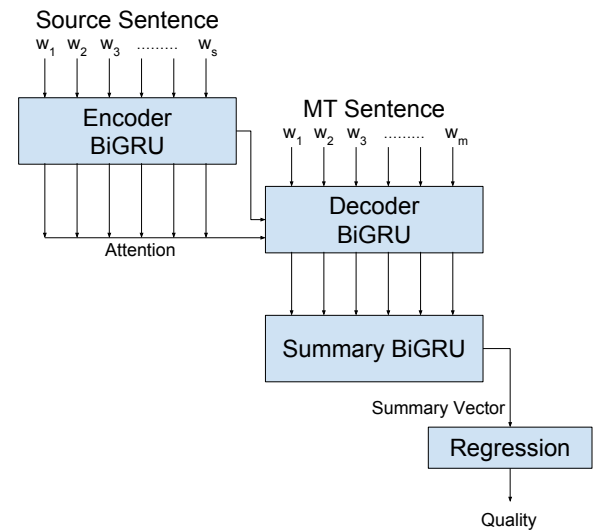 Source Sentence
w1 w2 w3 ......... ws
Encoder
BiGRU
MT Sentence
w1 w2 w3 ......... wm
Decoder
BiGRU
Attention
Summary BiGRU
Summary Vector
Regression
Quality